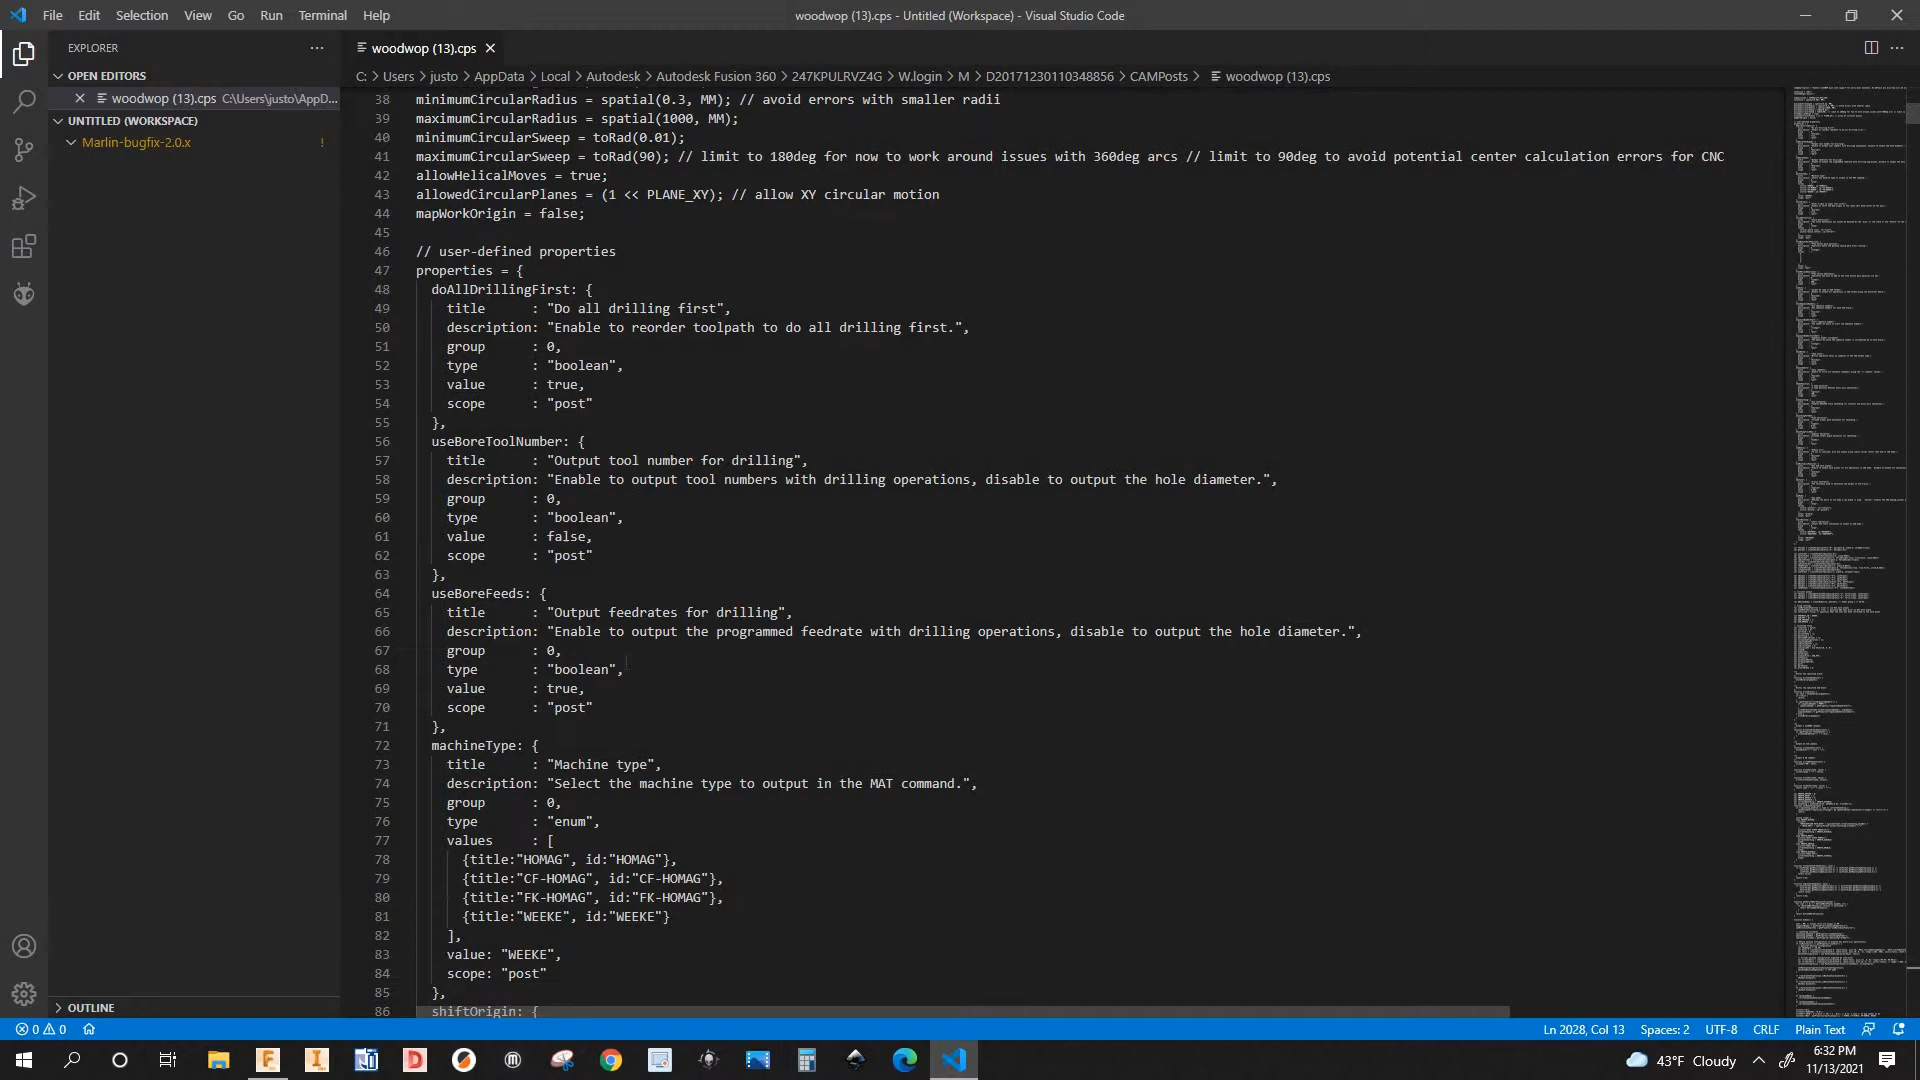 File Edit Selection View Go Run Terminal Help
woodwop (13).cps - Untitled (Workspace) - Visual Studio Code
EXPLORER
OPEN EDITORS
woodwop (13).cps C:\Users\justo\AppD...
UNTITLED (WORKSPACE)
Marlin-bugfix-2.0.x !
OUTLINE
woodwop (13).cps
C: > Users > justo > AppData > Local > Autodesk > Autodesk Fusion 360 > 247KPULRVZ4G > W.login > M > D20171230110348856 > CAMPosts > woodwop (13).cps
38 minimumCircularRadius = spatial(0.3, MM); // avoid errors with smaller radii
39 maximumCircularRadius = spatial(1000, MM);
40 minimumCircularSweep = toRad(0.01);
41 maximumCircularSweep = toRad(90); // limit to 180deg for now to work around issues with 360deg arcs // limit to 90deg to avoid potential center calculation errors for CNC
42 allowHelicalMoves = true;
43 allowedCircularPlanes = (1 << PLANE_XY); // allow XY circular motion
44 mapWorkOrigin = false;
45
46 // user-defined properties
47 properties = {
48 doAllDrillingFirst: {
49 title : "Do all drilling first",
50 description: "Enable to reorder toolpath to do all drilling first.",
51 group : 0,
52 type : "boolean",
53 value : true,
54 scope : "post"
55 },
56 useBoreToolNumber: {
57 title : "Output tool number for drilling",
58 description: "Enable to output tool numbers with drilling operations, disable to output the hole diameter.",
59 group : 0,
60 type : "boolean",
61 value : false,
62 scope : "post"
63 },
64 useBoreFeeds: {
65 title : "Output feedrates for drilling",
66 description: "Enable to output the programmed feedrate with drilling operations, disable to output the hole diameter.",
67 group : 0,
68 type : "boolean",
69 value : true,
70 scope : "post"
71 },
72 machineType: {
73 title : "Machine type",
74 description: "Select the machine type to output in the MAT command.",
75 group : 0,
76 type : "enum",
77 values : [
78 {title:"HOMAG", id:"HOMAG"},
79 {title:"CF-HOMAG", id:"CF-HOMAG"},
80 {title:"FK-HOMAG", id:"FK-HOMAG"},
81 {title:"WEEKE", id:"WEEKE"}
82 ],
83 value: "WEEKE",
84 scope: "post"
85 },
86 shiftOrigin: {
0 0
Ln 2028, Col 13 Spaces: 2 UTF-8 CRLF Plain Text
43°F Cloudy
6:32 PM
11/13/2021